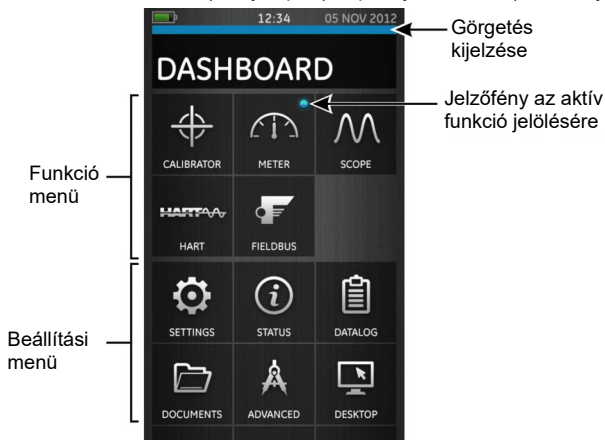 12:34 05 NOV 2012
Görgetés
kijelzése
DASHBOARD
Jelzőfény az aktív
funkció jelölésére
Funkció
menü
CALIBRATOR METER SCOPE
HART
HART FIELDBUS
Beállítási
menü
SETTINGS STATUS DATALOG
DOCUMENTS ADVANCED DESKTOP